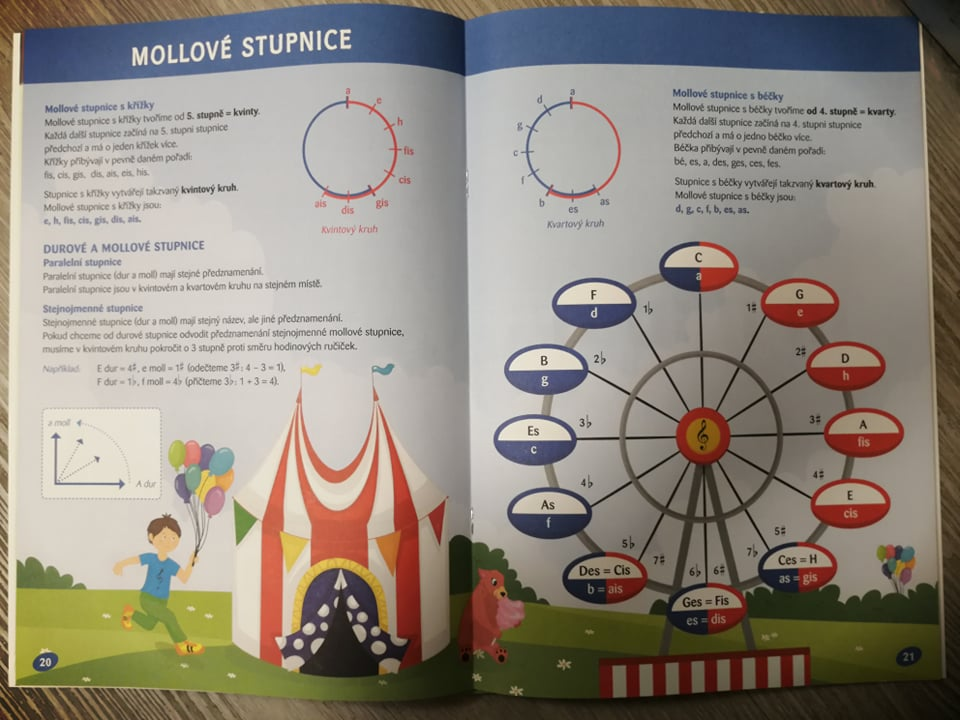 MOLLOVÉ STUPNICE
Mollové stupnice s křížky
Mollové stupnice s křížky tvoříme od 5. stupně = kvinty.
Každá další stupnice začíná na 5. stupni stupnice
předchozí a má o jeden křížek více.
Křížky přibývají v pevně daném pořadí:
fis, cis, gis, dis, ais, eis, his.
Stupnice s křížky vytvářejí takzvaný kvintový kruh.
Mollové stupnice s křížky jsou:
e, h, fis, cis, gis, dis, ais.
a
e
h
fis
cis
gis
dis
ais
Kvintový kruh
DUROVÉ A MOLLOVÉ STUPNICE
Paralelní stupnice
Paralelní stupnice (dur a moll) mají stejné předznamenání.
Paralelní stupnice jsou v kvintovém a kvartovém kruhu na stejném místě.
Stejnojmenné stupnice
Stejnojmenné stupnice (dur a moll) mají stejný název, ale jiné předznamenání.
Pokud chceme od durové stupnice odvodit předznamenání stejnojmenné mollové stupnice,
musíme v kvintovém kruhu pokročit o 3 stupně proti směru hodinových ručiček.
Například: E dur = 4♯, e moll = 1♯ (odečteme 3♯: 4 − 3 = 1),
F dur = 1♭, f moll = 4♭ (přičteme 3♭: 1 + 3 = 4).
a moll
A dur
20
a
d
g
c
f
b
es
as
Kvartový kruh
Mollové stupnice s béčky
Mollové stupnice s béčky tvoříme od 4. stupně = kvarty.
Každá další stupnice začíná na 4. stupni stupnice
předchozí a má o jedno béčko více.
Béčka přibývají v pevně daném pořadí:
bé, es, a, des, ges, ces, fes.
Stupnice s béčky vytvářejí takzvaný kvartový kruh.
Mollové stupnice s béčky jsou:
d, g, c, f, b, es, as.
C
a
G
e
1♯
D
h
2♯
A
fis
3♯
E
cis
4♯
Ces = H
as = gis
5♯
7♭
Ges = Fis
es = dis
6♭ 6♯
Des = Cis
b = ais
5♭
7♯
As
f
4♭
Es
c
3♭
B
g
2♭
F
d
1♭
21